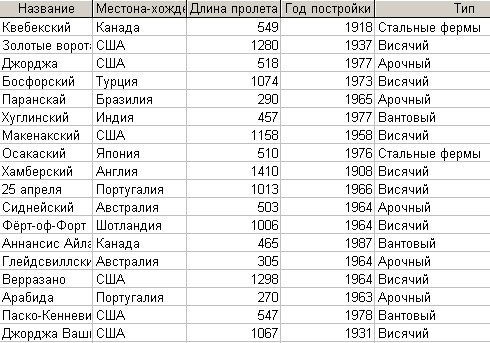 Название Местона-хожде Длина пролета Год постройки Тип
Квебекский Канада 549 1918 Стальные фермы
Золотые ворота США 1280 1937 Висячий
Джорджа США 518 1977 Арочный
Босфорский Турция 1074 1973 Висячий
Паранскай Бразилия 290 1965 Арочный
Хуглинский Индия 457 1977 Вантовый
Макенакский США 1158 1958 Висячий
Осакаский Япония 510 1976 Стальные фермы
Хамберский Англия 1410 1908 Висячий
25 апреля Португалия 1013 1966 Висячий
Сиднейский Австралия 503 1964 Арочный
Фёрт-оф-Форт Шотландия 1006 1964 Висячий
Аннансис Айла Канада 465 1987 Вантовый
Глейдсвиллски Австралия 305 1964 Арочный
Верразано США 1298 1964 Висячий
Арабида Португалия 270 1963 Арочный
Паско-Кенневи США 547 1978 Вантовый
Джорджа Ваши США 1067 1931 Висячий